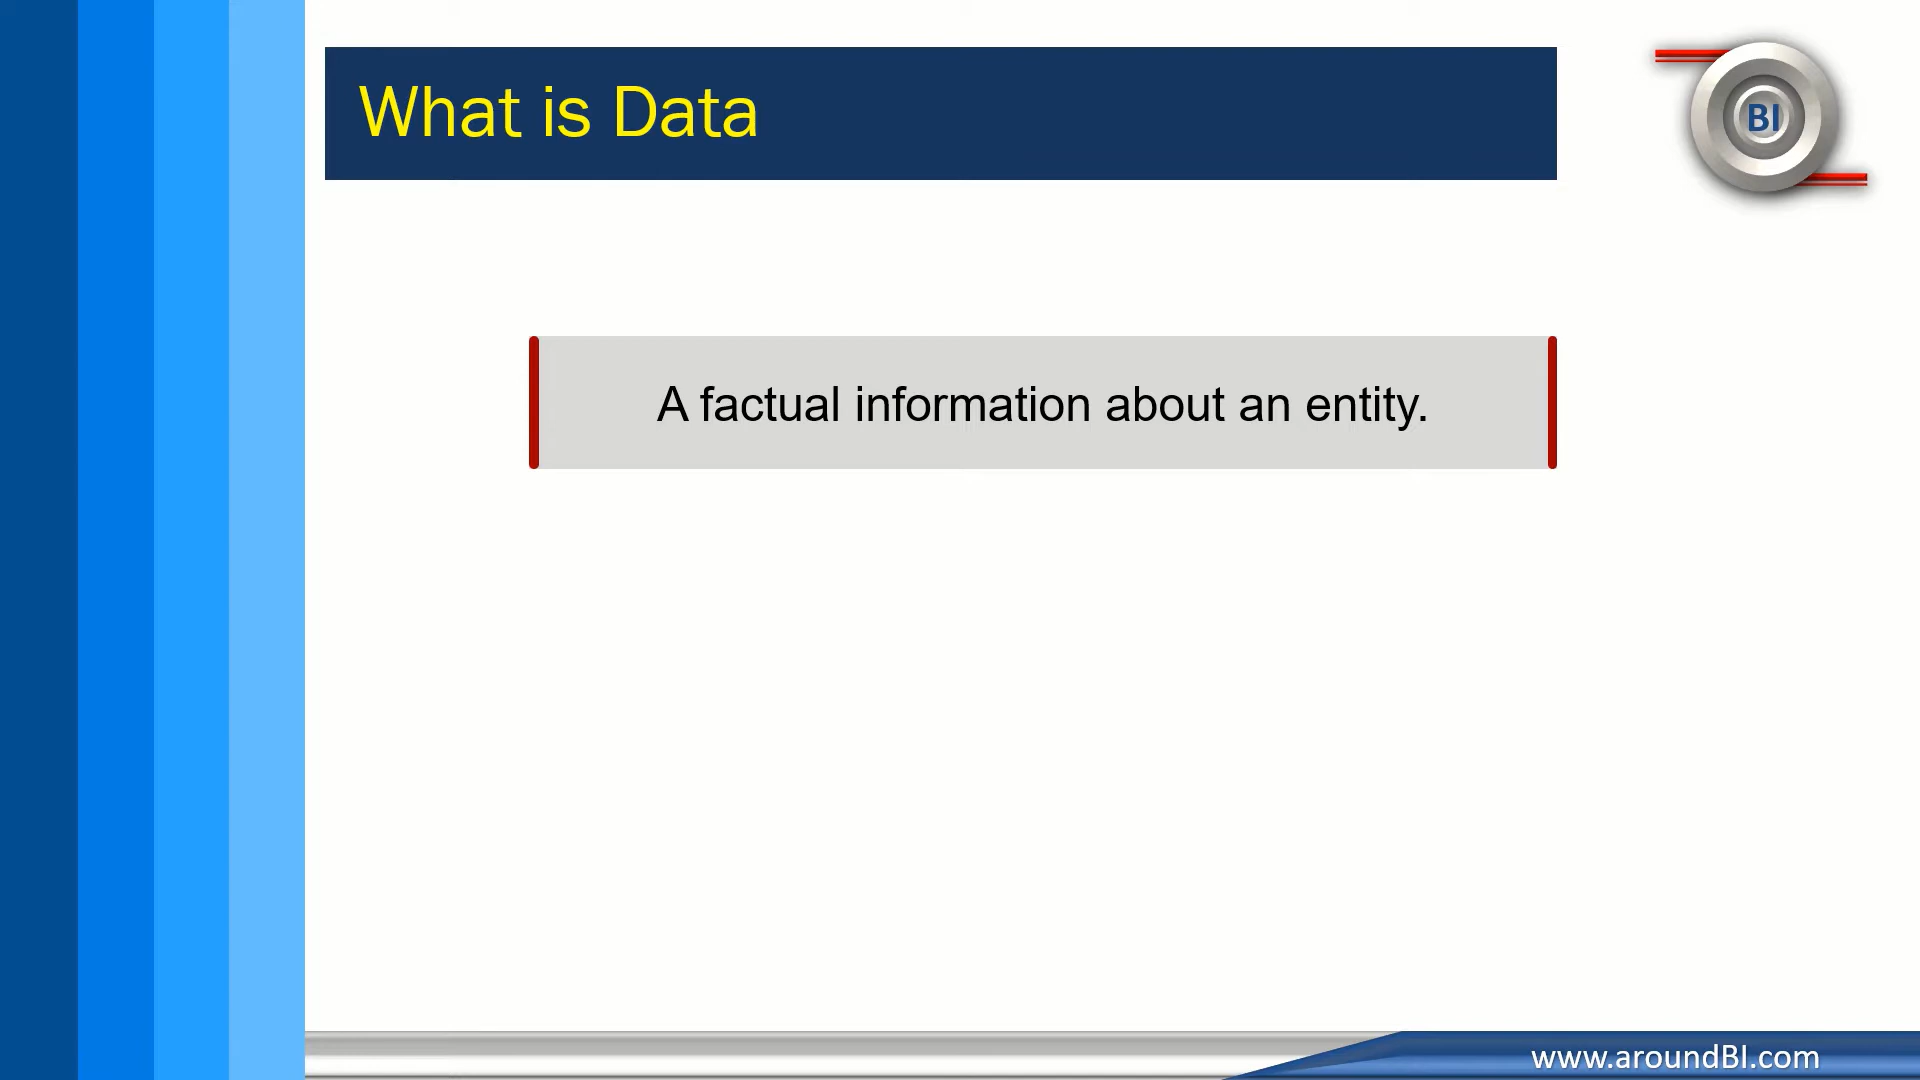 What is Data
BI
A factual information about an entity.
www.aroundBI.com